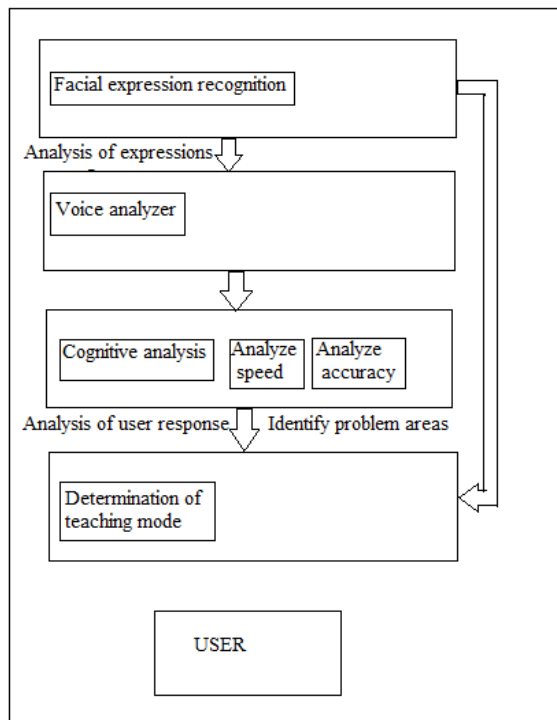 Facial expression recognition
Analysis of expressions
Voice analyzer
Cognitive analysis
Analyze
speed
Analyze
accuracy
Analysis of user response
Identify problem areas
Determination of
teaching mode
USER